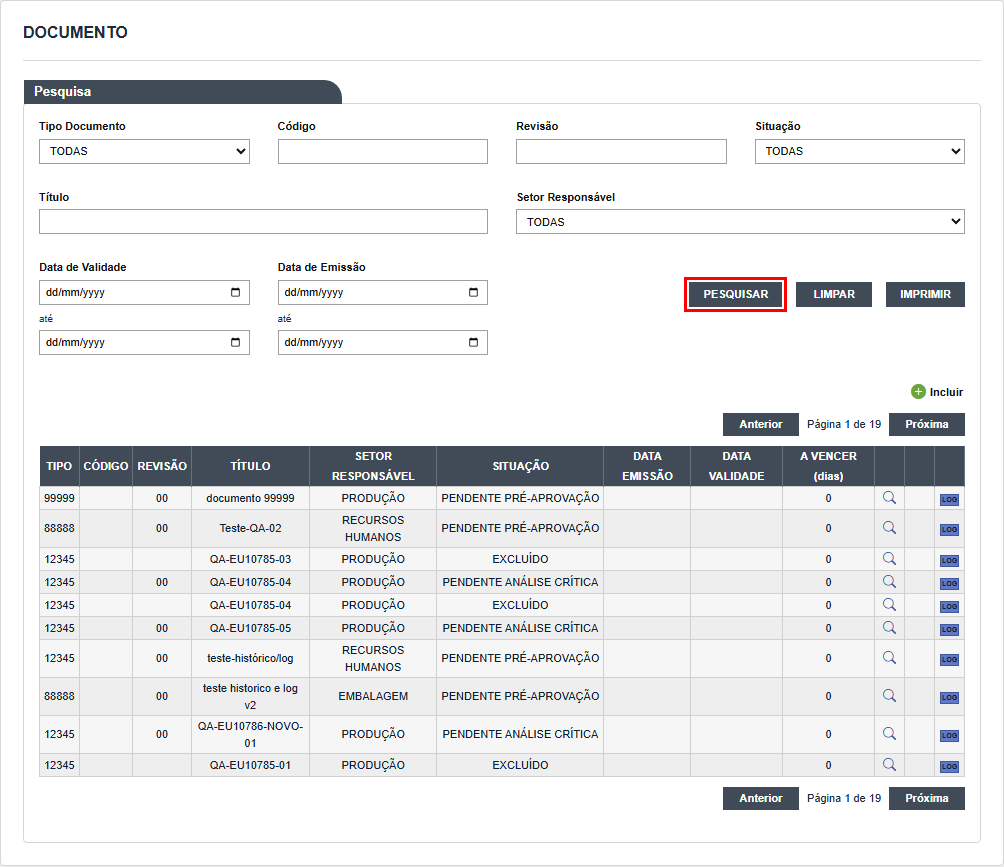 DOCUMENTO
Pesquisa
Tipo Documento Código Revisão Situação
TODAS TODAS
Título Setor Responsável
TODAS
Data de Validade Data de Emissão
dd/mm/yyyy dd/mm/yyyy PESQUISAR LIMPAR IMPRIMIR
até até
dd/mm/yyyy dd/mm/yyyy
Incluir
Anterior Página 1 de 19 Próxima
TIPO CÓDIGO REVISÃO TÍTULO SETOR RESPONSÁVEL SITUAÇÃO DATA EMISSÃO DATA VALIDADE A VENCER (dias)
99999 00 documento 99999 PRODUÇÃO PENDENTE PRÉ-APROVAÇÃO 0 LOG
88888 00 Teste-QA-02 RECURSOS HUMANOS PENDENTE PRÉ-APROVAÇÃO 0 LOG
12345 QA-EU10785-03 PRODUÇÃO EXCLUÍDO 0 LOG
12345 00 QA-EU10785-04 PRODUÇÃO PENDENTE ANÁLISE CRÍTICA 0 LOG
12345 QA-EU10785-04 PRODUÇÃO EXCLUÍDO 0 LOG
12345 00 QA-EU10785-05 PRODUÇÃO PENDENTE ANÁLISE CRÍTICA 0 LOG
12345 00 teste-histórico/log RECURSOS HUMANOS PENDENTE PRÉ-APROVAÇÃO 0 LOG
88888 00 teste historico e log v2 EMBALAGEM PENDENTE PRÉ-APROVAÇÃO 0 LOG
12345 00 QA-EU10786-NOVO-01 PRODUÇÃO PENDENTE ANÁLISE CRÍTICA 0 LOG
12345 QA-EU10785-01 PRODUÇÃO EXCLUÍDO 0 LOG
Anterior Página 1 de 19 Próxima